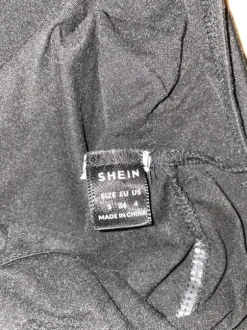 SHEIN
SIZE EU US
S 36 4
MADE IN CHINA